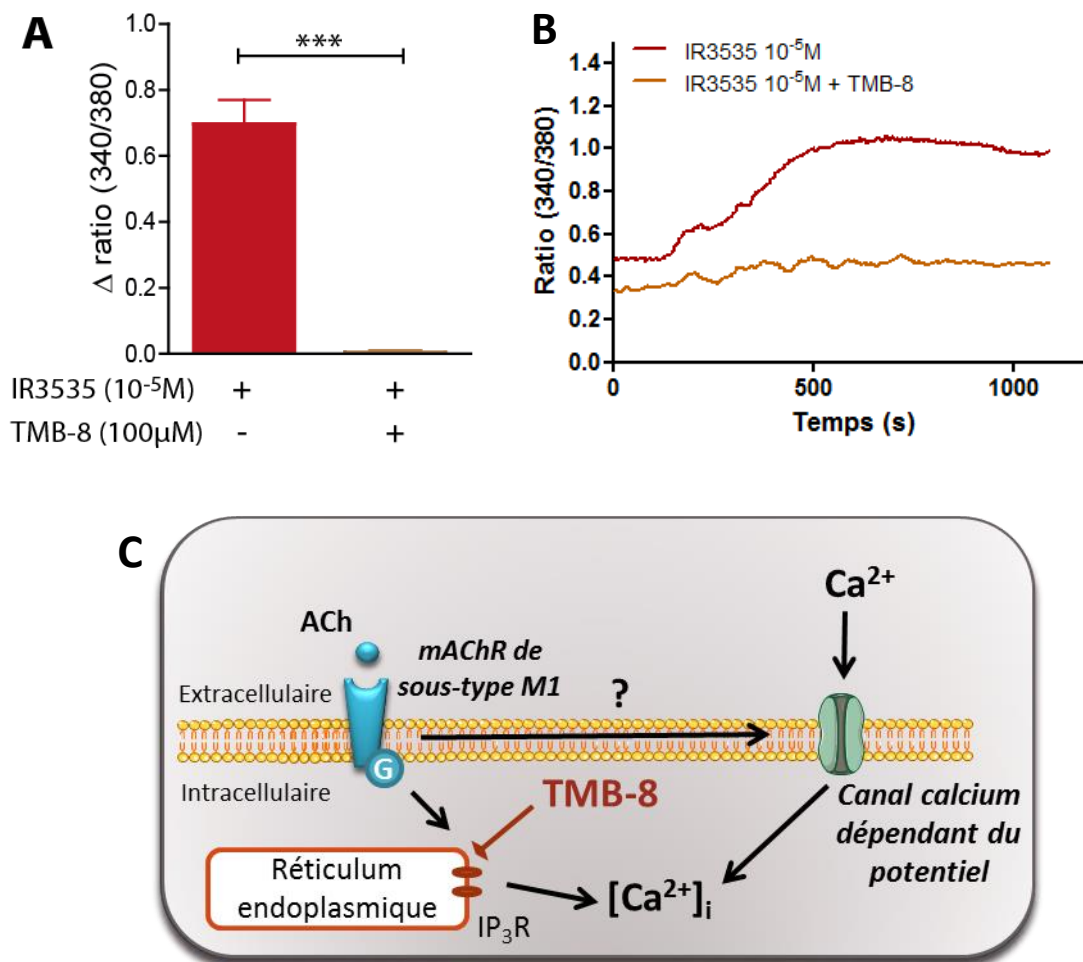 A
***
1.0
0.8
0.6
0.4
0.2
0.0
Δ ratio (340/380)
IR3535 (10⁻⁵M) + +
TMB-8 (100µM) - +
B
IR3535 10⁻⁵M
IR3535 10⁻⁵M + TMB-8
1.4
1.2
1.0
0.8
0.6
0.4
0.2
0.0
Ratio (340/380)
0 500 1000
Temps (s)
C
ACh
mAChR de
sous-type M1
?
Ca²⁺
Extracellulaire
G
Intracellulaire
TMB-8
Canal calcium
dépendant du
potentiel
Réticulum
endoplasmique
IP₃R
[Ca²⁺]ᵢ